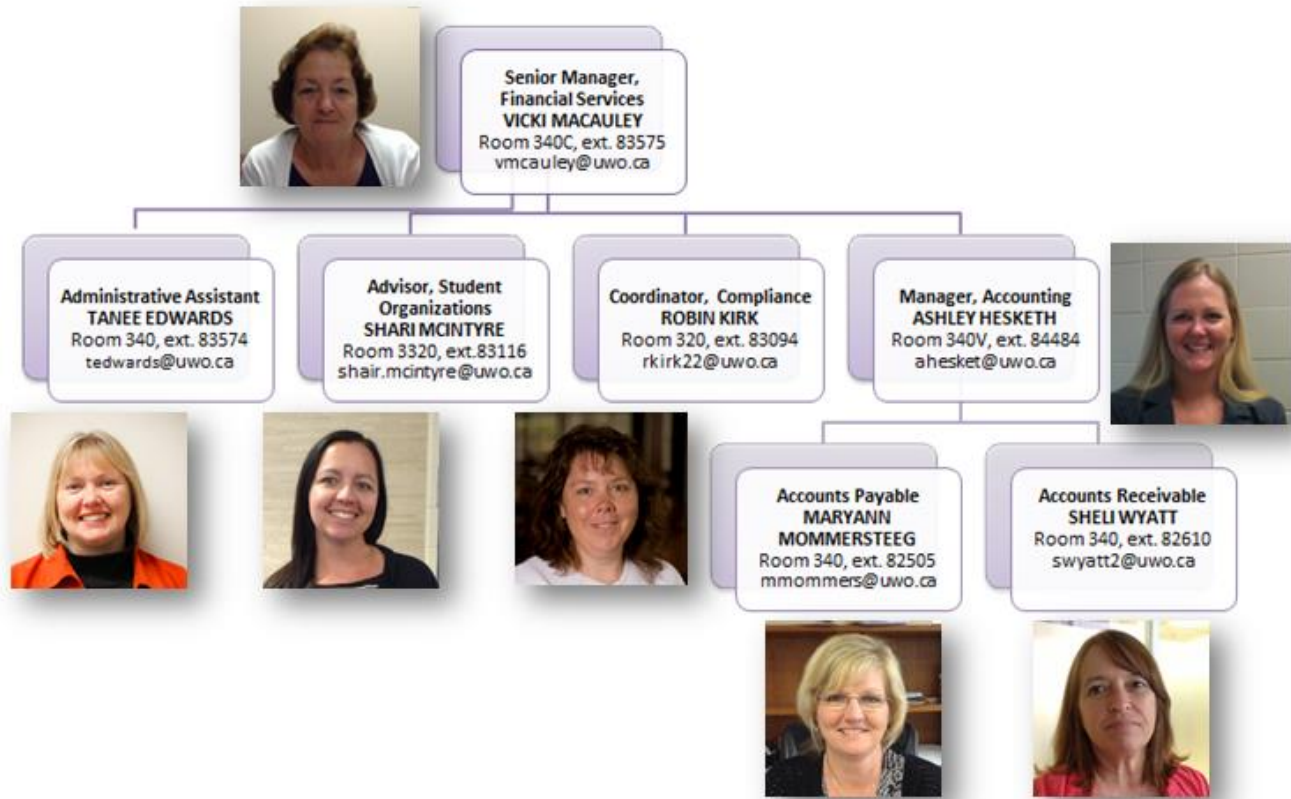 Senior Manager,
Financial Services
VICKI MACAULEY
Room 340C, ext. 83575
vmcauley@uwo.ca
Administrative Assistant
TANEE EDWARDS
Room 340, ext. 83574
tedwards@uwo.ca
Advisor, Student
Organizations
SHARI MCINTYRE
Room 3320, ext.83116
shair.mcintyre@uwo.ca
Coordinator, Compliance
ROBIN KIRK
Room 320, ext. 83094
rkirk22@uwo.ca
Manager, Accounting
ASHLEY HESKETH
Room 340V, ext. 84484
ahesket@uwo.ca
Accounts Payable
MARYANN
MOMMERSTEEG
Room 340, ext. 82505
mmommers@uwo.ca
Accounts Receivable
SHELI WYATT
Room 340, ext. 82610
swyatt2@uwo.ca